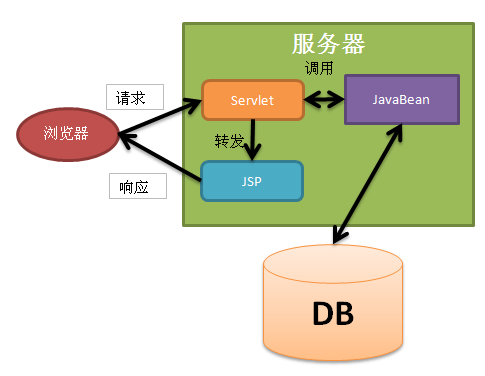 服务器
调用
请求
Servlet
JavaBean
浏览器
转发
响应
JSP
DB